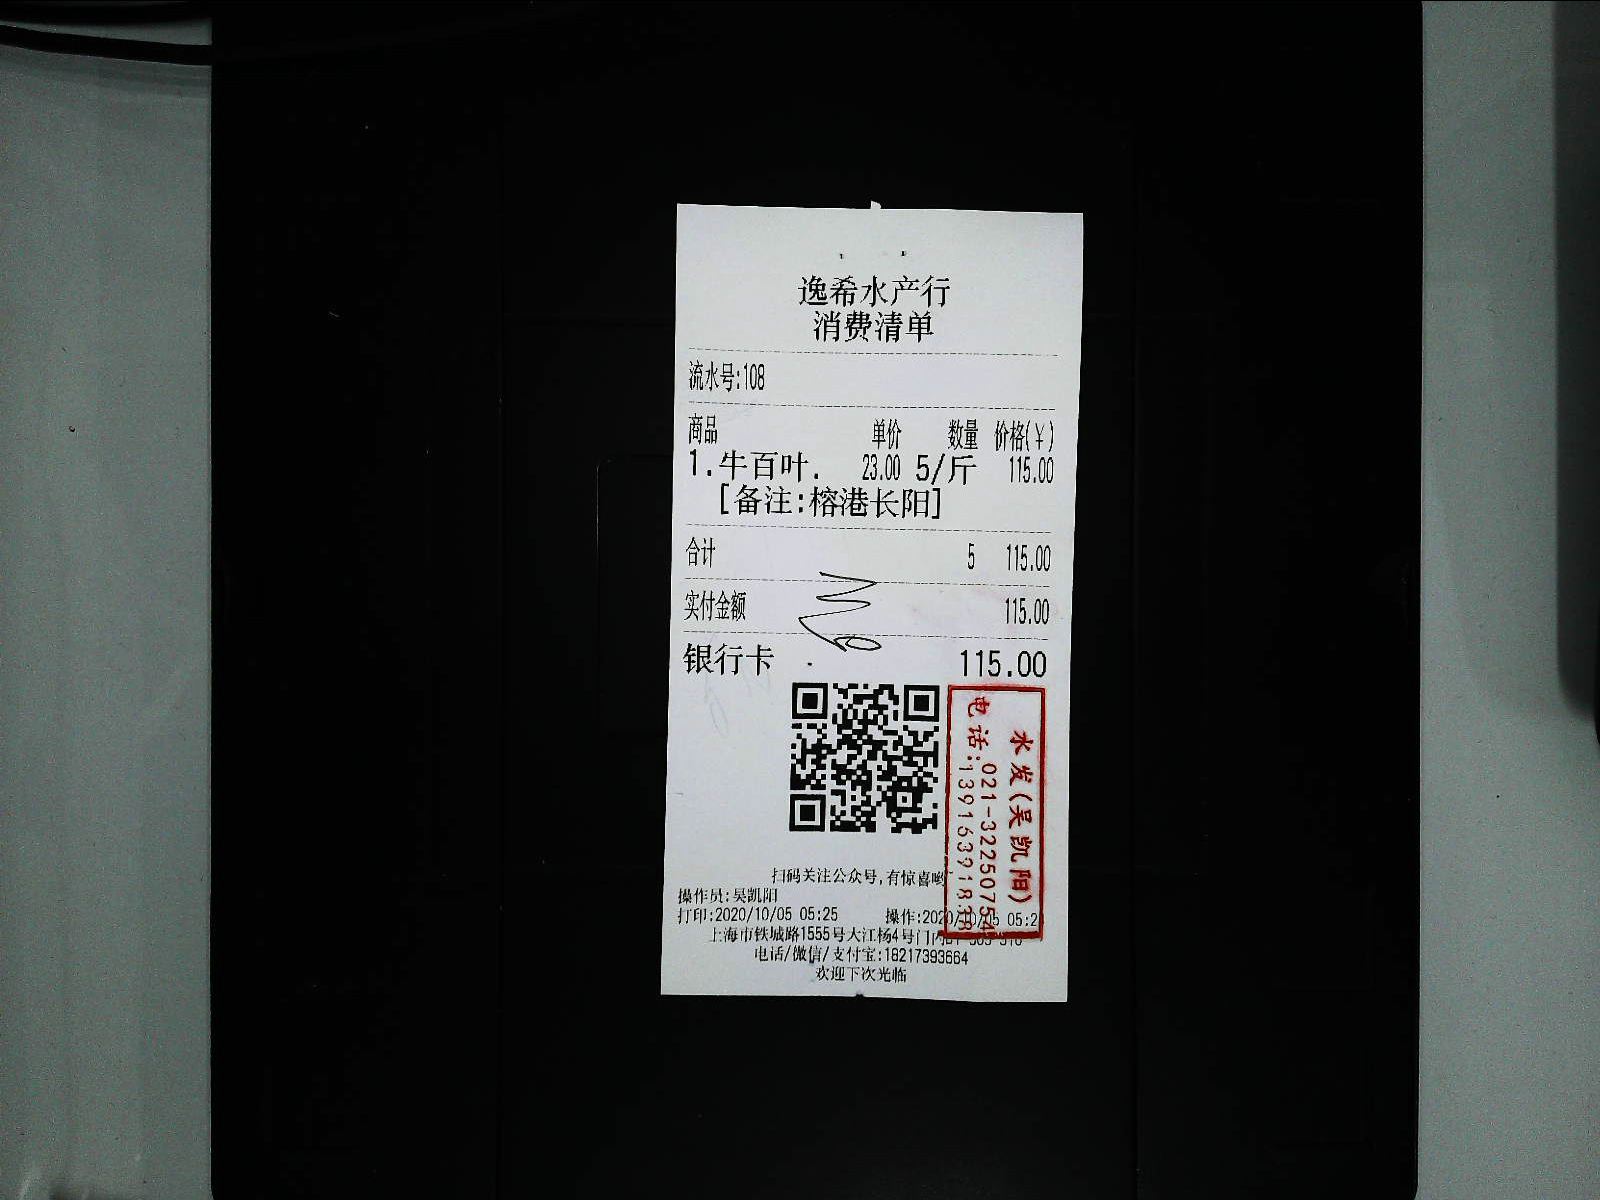 逸希水产行
消费清单
流水号:108
商品 单价 数量 价格(¥)
1.牛百叶. 23.00 5/斤 115.00
[备注:榕港长阳]
合计 5 115.00
实付金额 115.00
银行卡 115.00
水发(吴凯阳)
电话:021-32250754
13916391838
扫码关注公众号,有惊喜哟
操作员:吴凯阳
打印:2020/10/05 05:25 操作:2020/10/05
上海市铁城路1555号大江杨4号门内
电话/微信/支付宝:18217393664
欢迎下次光临